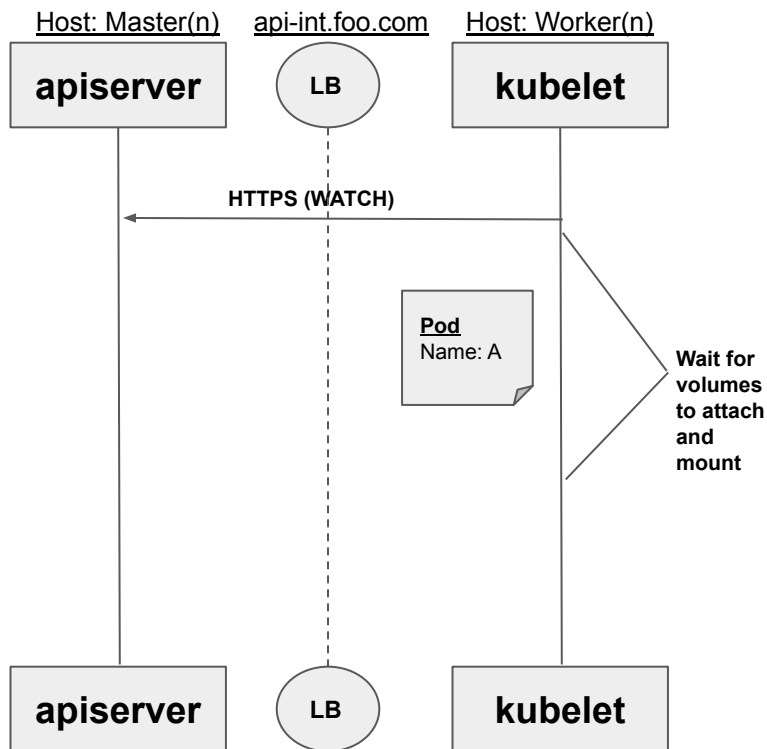 Host: Master(n)
api-int.foo.com
Host: Worker(n)
apiserver
LB
kubelet
HTTPS (WATCH)
Pod
Name: A
Wait for
volumes
to attach
and
mount
apiserver
LB
kubelet